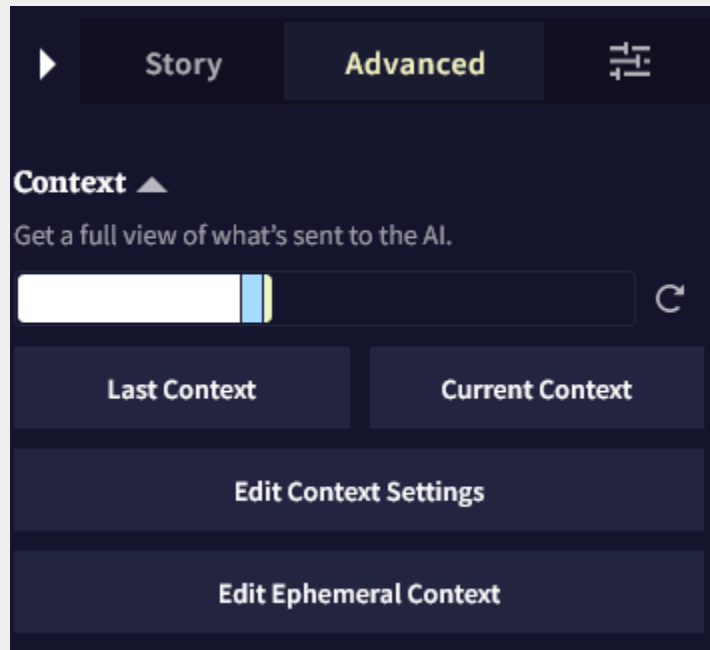 Story
Advanced
Context
Get a full view of what's sent to the AI.
Last Context
Current Context
Edit Context Settings
Edit Ephemeral Context